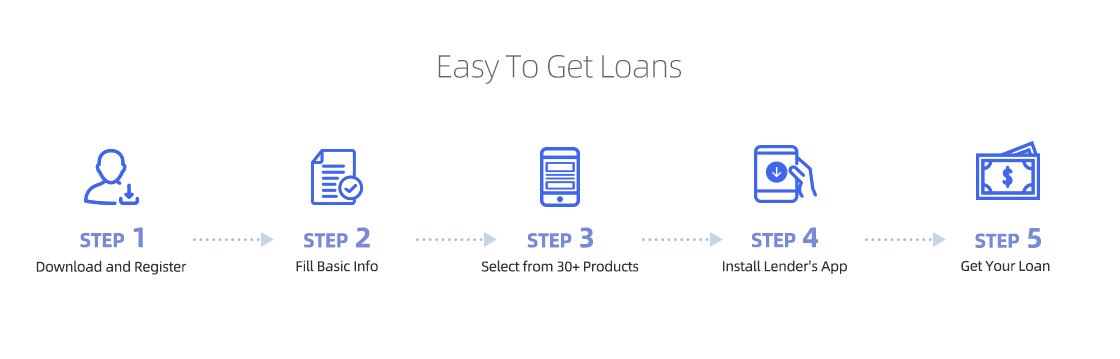 Easy To Get Loans
STEP 1
Download and Register
STEP 2
Fill Basic Info
STEP 3
Select from 30+ Products
STEP 4
Install Lender's App
$
STEP 5
Get Your Loan